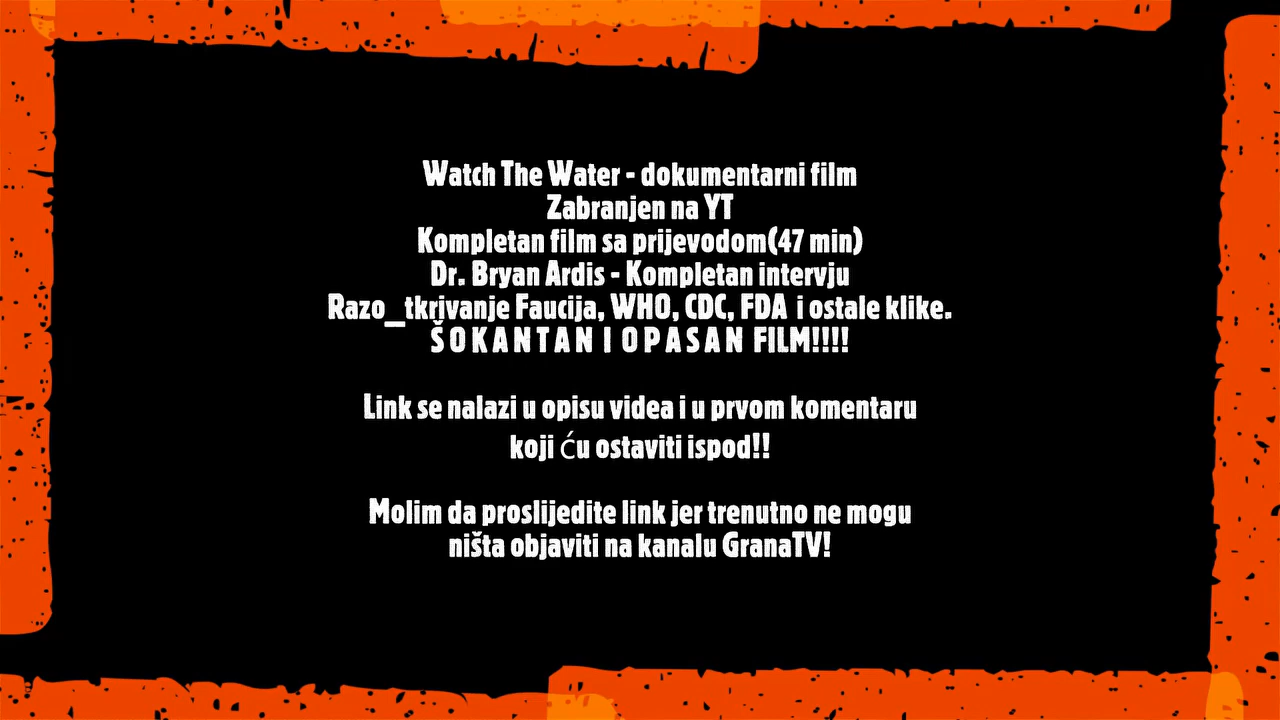 Watch The Water - dokumentarni film
Zabranjen na YT
Kompletan film sa prijevodom(47 min)
Dr. Bryan Ardis - Kompletan intervju
Razo_tkrivanje Faucija, WHO, CDC, FDA i ostale klike.
Š O K A N T A N I O P A S A N FILM!!!!
Link se nalazi u opisu videa i u prvom komentaru
koji ću ostaviti ispod!!
Molim da proslijedite link jer trenutno ne mogu
ništa objaviti na kanalu GranaTV!